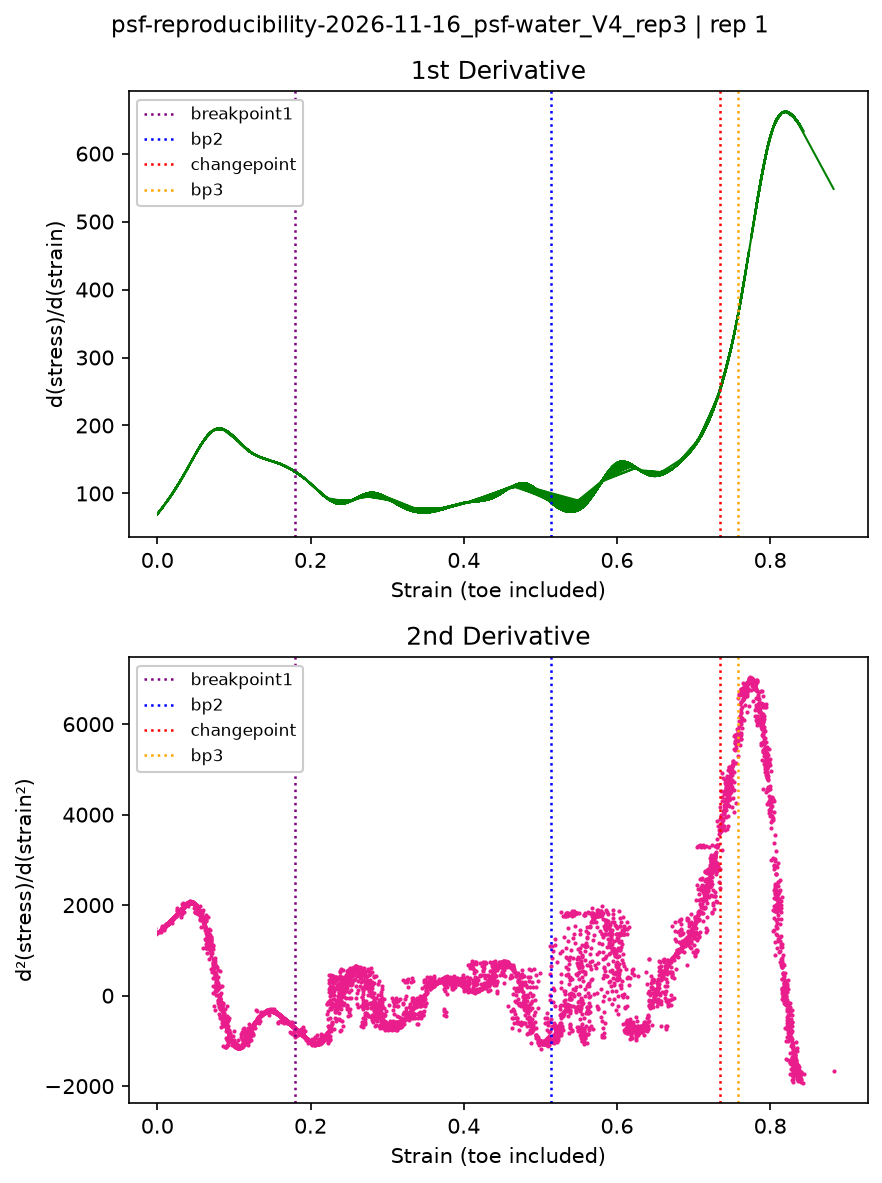 psf-reproducibility-2026-11-16_psf-water_V4_rep3 | rep 1
1st Derivative
breakpoint1
bp2
changepoint
bp3
600
500
400
300
200
100
d(stress)/d(strain)
0.0
0.2
0.4
0.6
0.8
Strain (toe included)
2nd Derivative
breakpoint1
bp2
changepoint
bp3
6000
4000
2000
0
−2000
d²(stress)/d(strain²)
0.0
0.2
0.4
0.6
0.8
Strain (toe included)